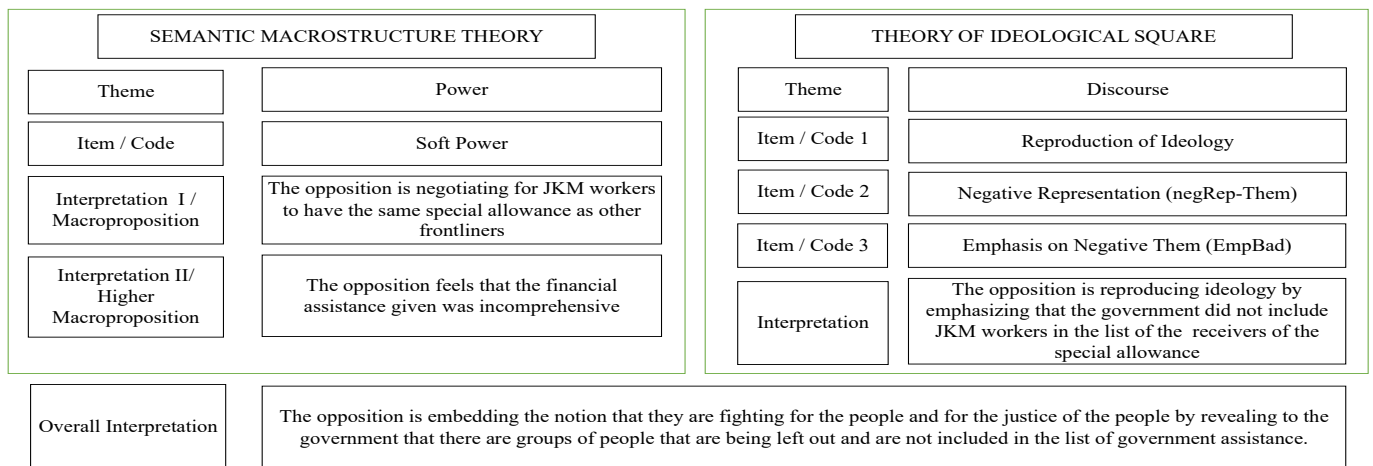 SEMANTIC MACROSTRUCTURE THEORY
Theme
Power
Item / Code
Soft Power
Interpretation I /
Macroproposition
The opposition is negotiating for JKM workers
to have the same special allowance as other
frontliners
Interpretation II/
Higher
Macroproposition
The opposition feels that the financial
assistance given was incomprehensive
THEORY OF IDEOLOGICAL SQUARE
Theme
Discourse
Item / Code 1
Reproduction of Ideology
Item / Code 2
Negative Representation (negRep-Them)
Item / Code 3
Emphasis on Negative Them (EmpBad)
Interpretation
The opposition is reproducing ideology by
emphasizing that the government did not include
JKM workers in the list of the receivers of the
special allowance
Overall Interpretation
The opposition is embedding the notion that they are fighting for the people and for the justice of the people by revealing to the
government that there are groups of people that are being left out and are not included in the list of government assistance.